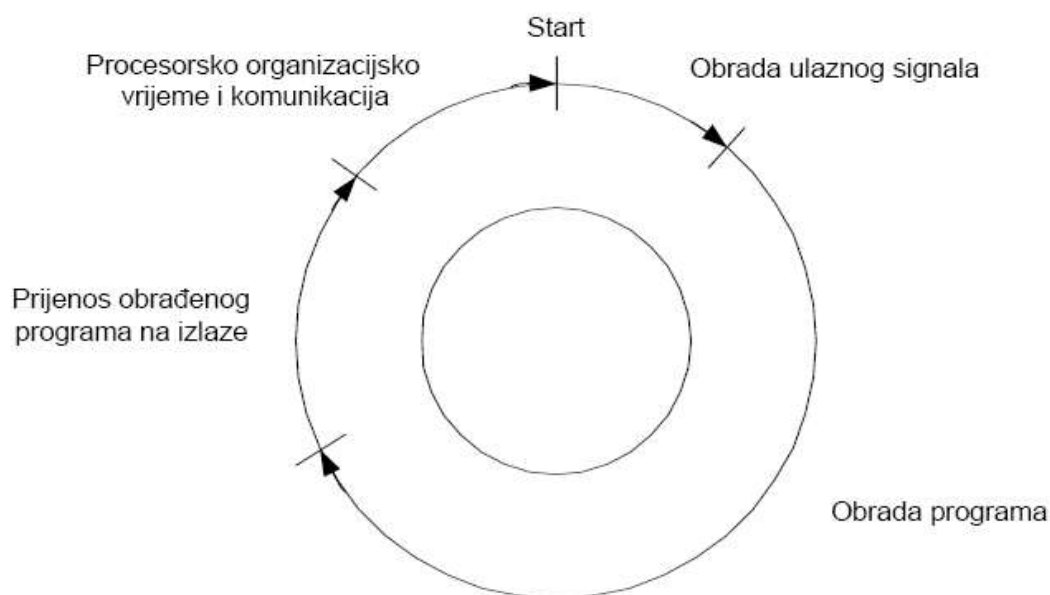 Start
Obrada ulaznog signala
Procesorsko organizacijsko
vrijeme i komunikacija
Prijenos obrađenog
programa na izlaze
Obrada programa